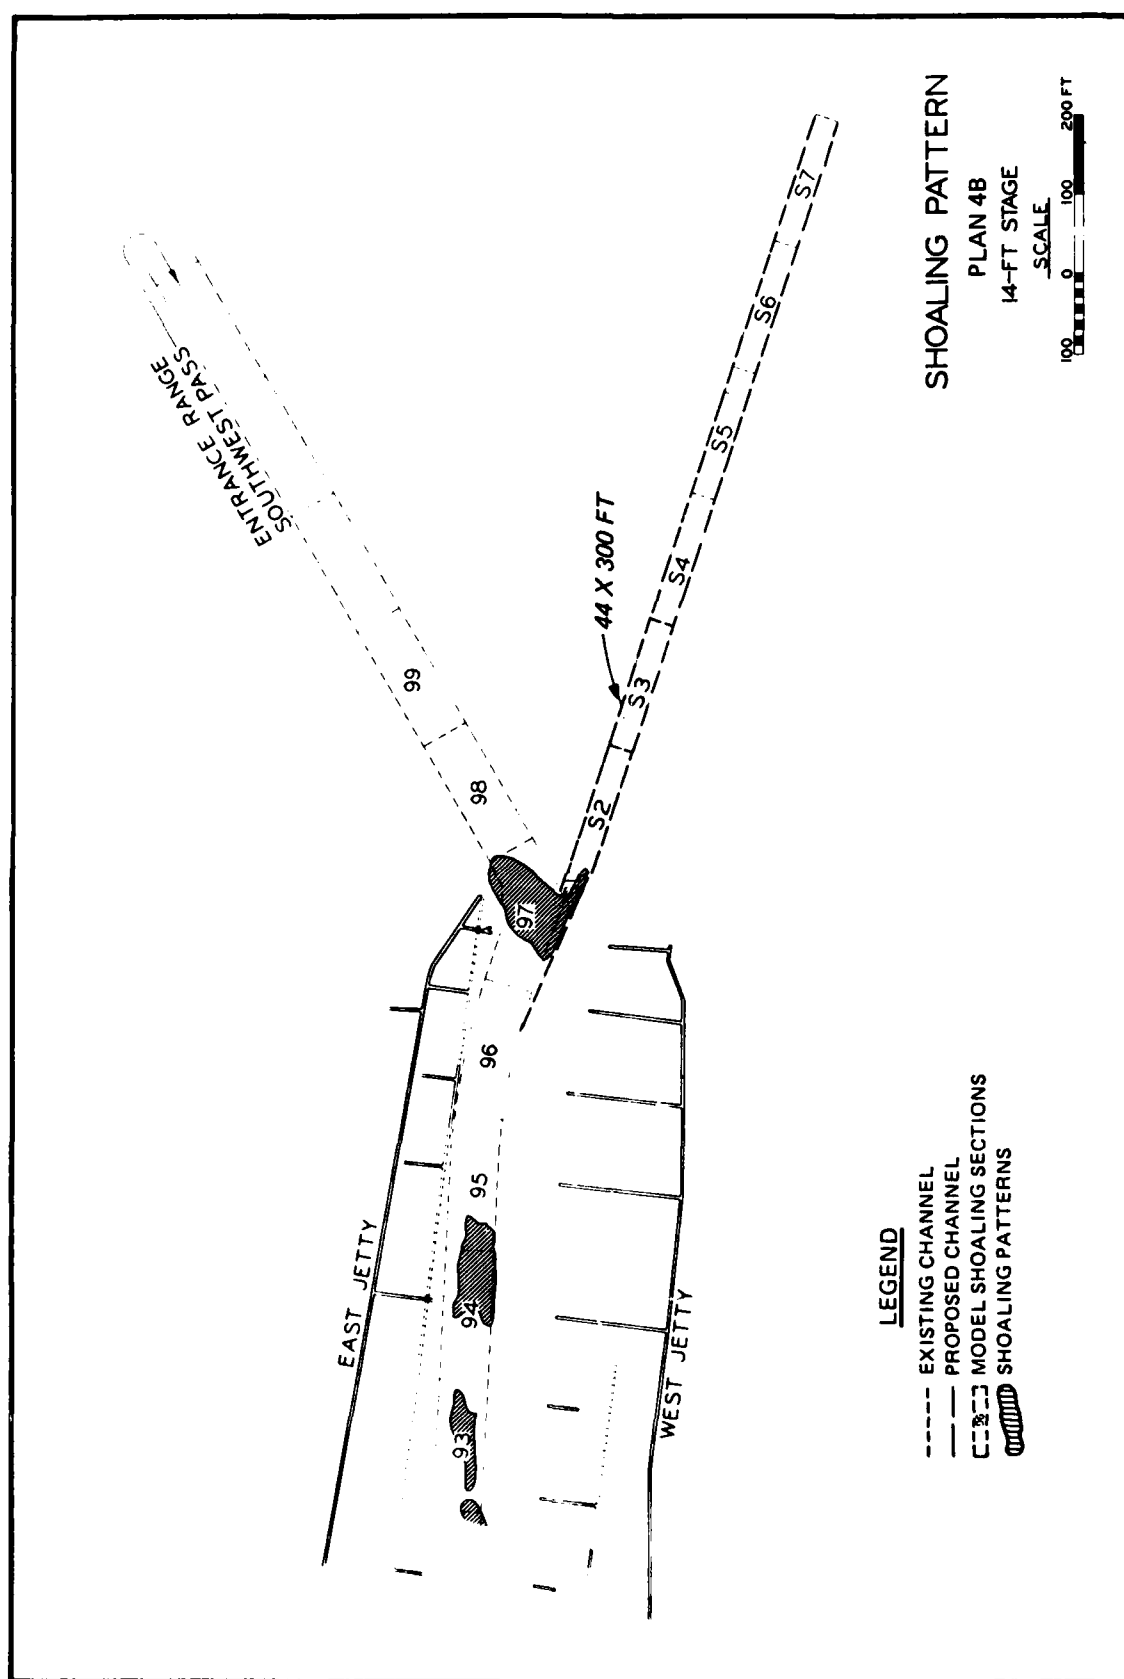 ENTRANCE RANGE
SOUTHWEST PASS
99
98
97
96
95
94
93
EAST JETTY
WEST JETTY
44 X 300 FT
S2
S3
S4
S5
S6
S7
LEGEND
EXISTING CHANNEL
PROPOSED CHANNEL
MODEL SHOALING SECTIONS
SHOALING PATTERNS
SHOALING PATTERN
PLAN 4B
14-FT STAGE
SCALE
100 0 100 200 FT